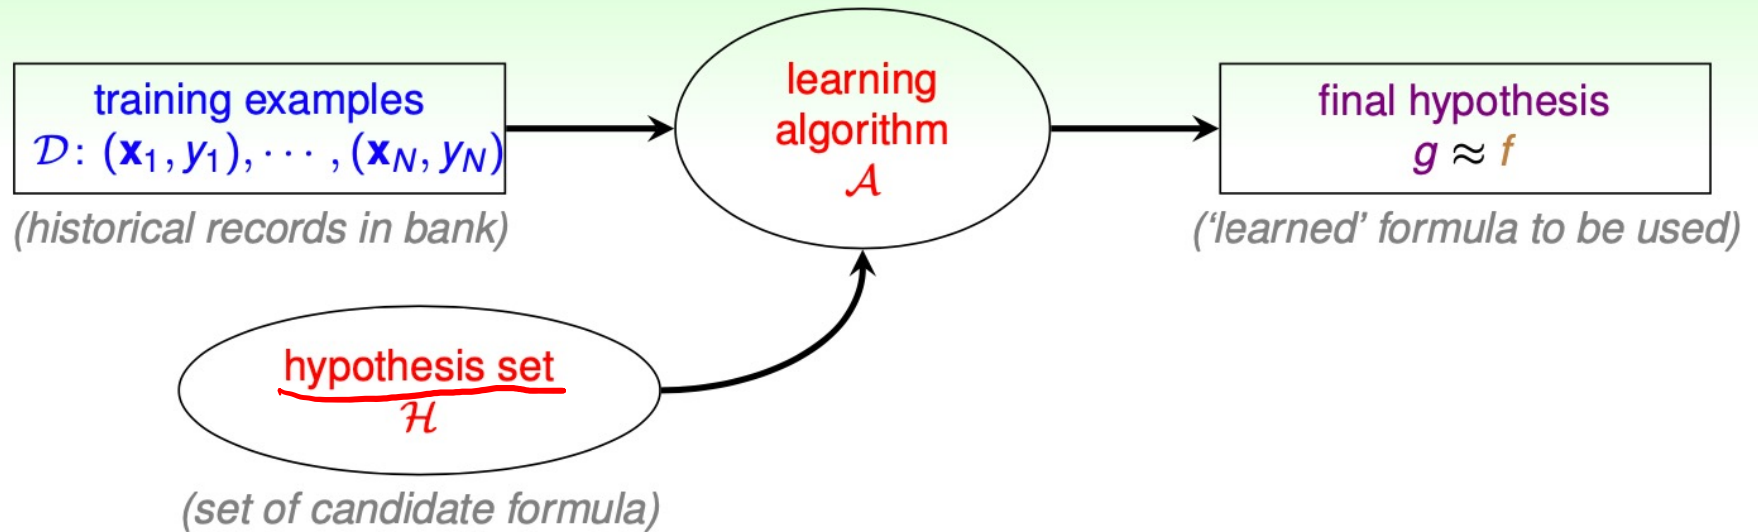 training examples
𝒟: (𝐱₁, y₁), ⋯ , (𝐱_N, y_N)
(historical records in bank)
learning
algorithm
𝒜
final hypothesis
g ≈ f
(‘learned’ formula to be used)
hypothesis set
ℋ
(set of candidate formula)